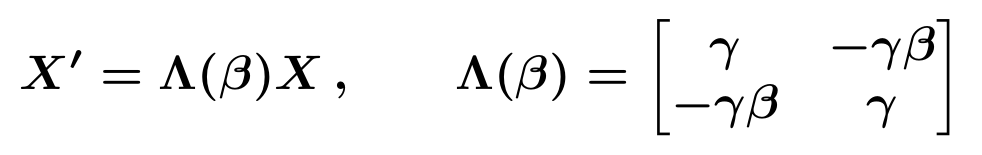 X′ = Λ(β)X ,   Λ(β) = [ γ  −γβ
−γβ  γ ]